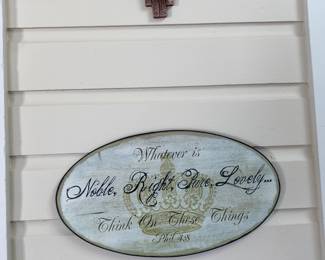 Whatever is
Noble, Right, Pure, Lovely...
Think On These Things
Phil 4:8